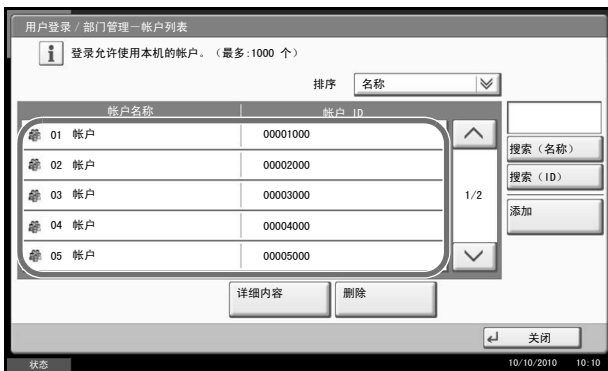 用户登录/部门管理－帐户列表
登录允许使用本机的帐户。（最多:1000 个）
排序 名称
帐户名称 帐户 ID
01 帐户 00001000
02 帐户 00002000
03 帐户 00003000
04 帐户 00004000
05 帐户 00005000
1/2
搜索（名称）
搜索（ID）
添加
详细内容 删除
关闭
状态 10/10/2010 10:10